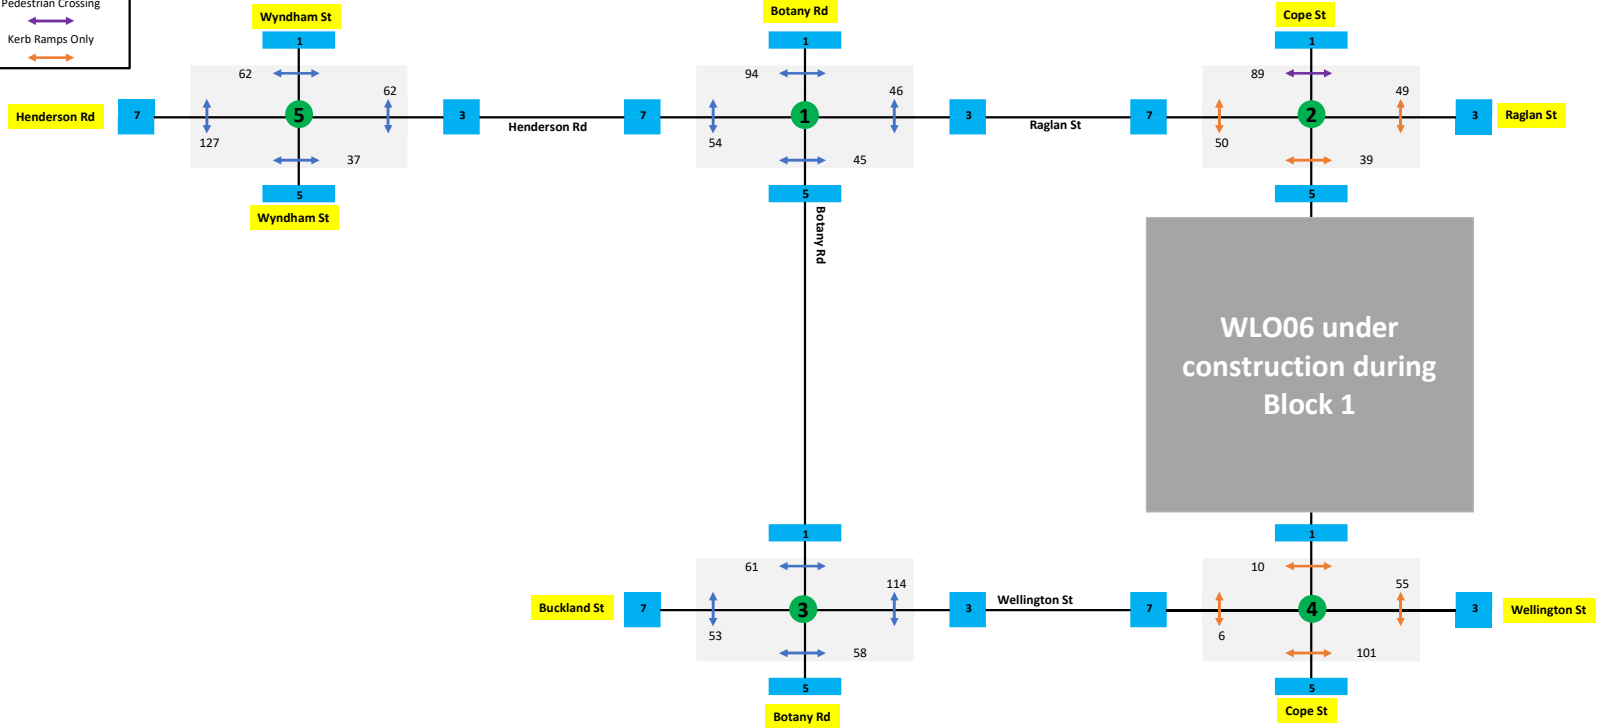 Pedestrian Crossing
Kerb Ramps Only
Wyndham St
1
62
62
Henderson Rd
7
5
3
127
37
5
Wyndham St
Henderson Rd
Botany Rd
1
94
46
7
1
3
54
45
5
Botany Rd
Raglan St
Cope St
1
89
49
7
2
3
Raglan St
50
39
5
WLO06 under
construction during
Block 1
1
61
114
Buckland St
7
3
3
53
58
5
Botany Rd
Wellington St
1
10
55
7
4
3
Wellington St
6
101
5
Cope St